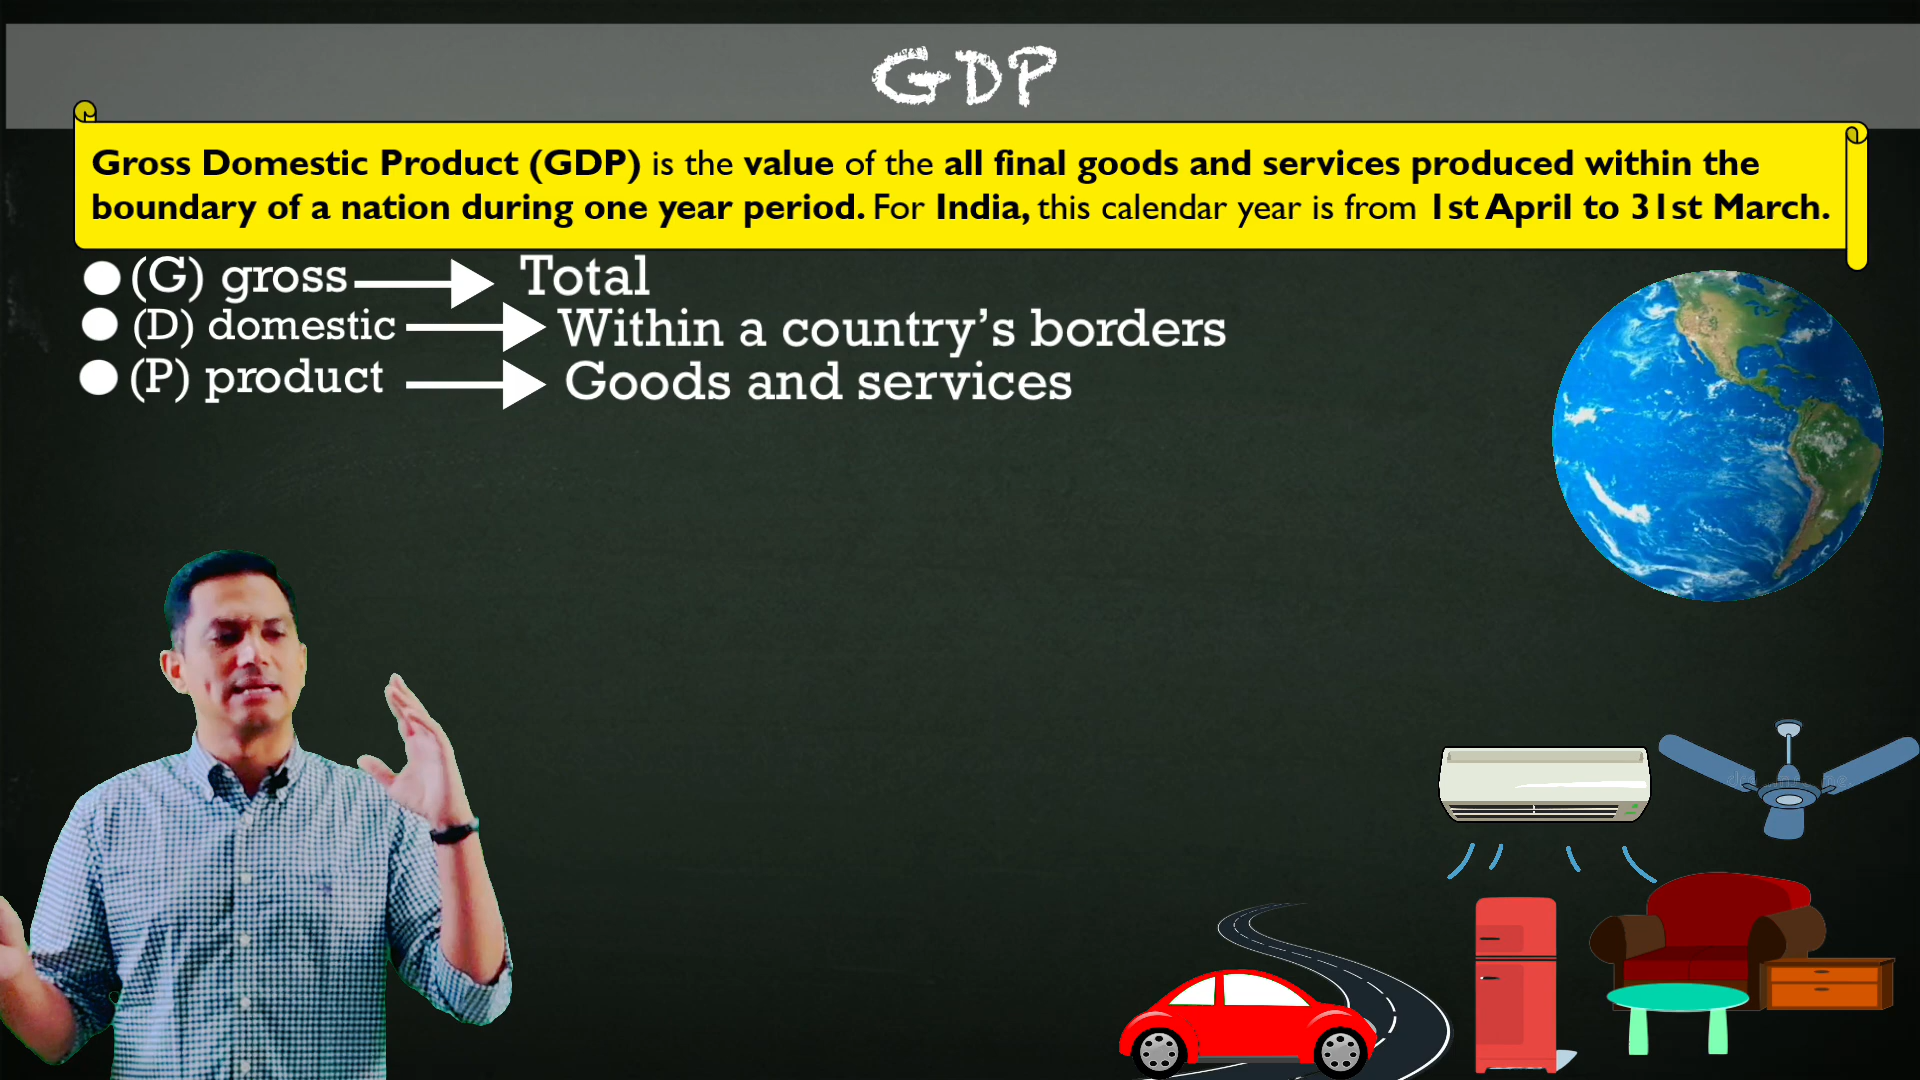 GDP
Gross Domestic Product (GDP) is the value of the all final goods and services produced within the
boundary of a nation during one year period. For India, this calendar year is from 1st April to 31st March.
(G) gross Total
(D) domestic Within a country's borders
(P) product Goods and services